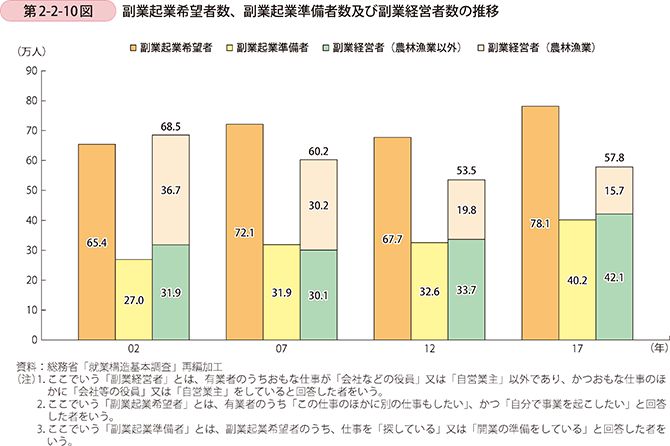 第2-2-10図 副業起業希望者数、副業起業準備者数及び副業経営者数の推移
(万人)
副業起業希望者 副業起業準備者 副業経営者（農林漁業以外） 副業経営者（農林漁業）
90
80
70
60
50
40
30
20
10
0
65.4
27.0
68.5
36.7
31.9
72.1
31.9
60.2
30.2
30.1
67.7
32.6
53.5
19.8
33.7
78.1
40.2
57.8
15.7
42.1
02 07 12 17 (年)
資料：総務省「就業構造基本調査」再編加工
(注) 1. ここでいう「副業経営者」とは、有業者のうちおもな仕事が「会社などの役員」又は「自営業主」以外であり、かつおもな仕事のほ
かに「会社等の役員」又は「自営業主」をしていると回答した者をいう。
2. ここでいう「副業起業希望者」とは、有業者のうち「この仕事のほかに別の仕事もしたい」、かつ「自分で事業を起こしたい」と回答
した者をいう。
3. ここでいう「副業起業準備者」とは、副業起業希望者のうち、仕事を「探している」又は「開業の準備をしている」と回答した者を
いう。